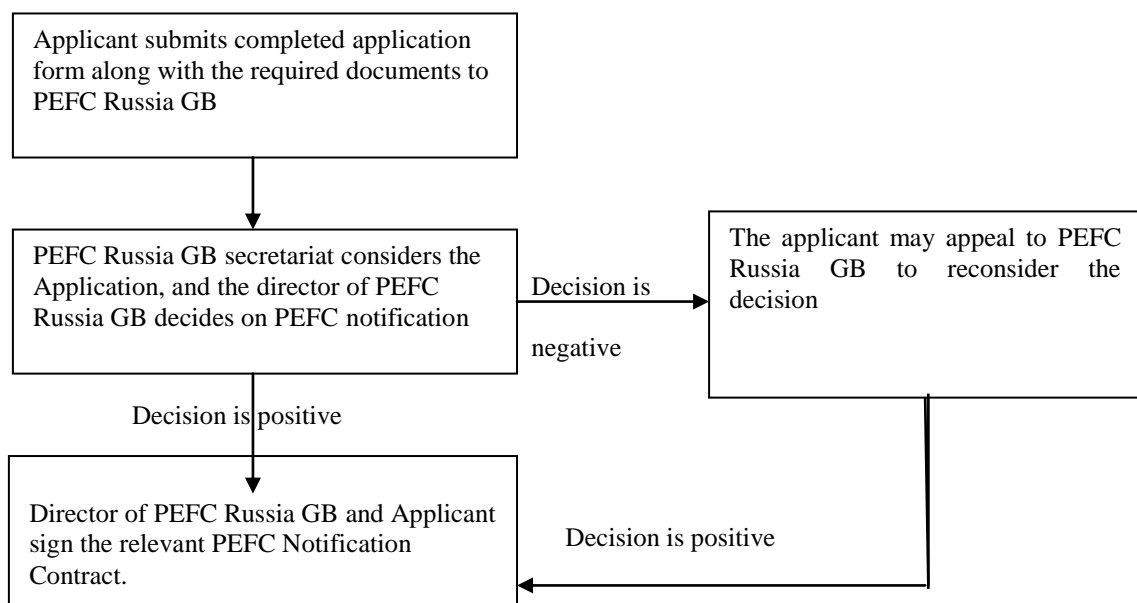 Applicant submits completed application
form along with the required documents to
PEFC Russia GB
PEFC Russia GB secretariat considers the
Application, and the director of PEFC
Russia GB decides on PEFC notification
Decision is
negative
The applicant may appeal to PEFC
Russia GB to reconsider the
decision
Decision is positive
Director of PEFC Russia GB and Applicant
sign the relevant PEFC Notification
Contract.
Decision is positive